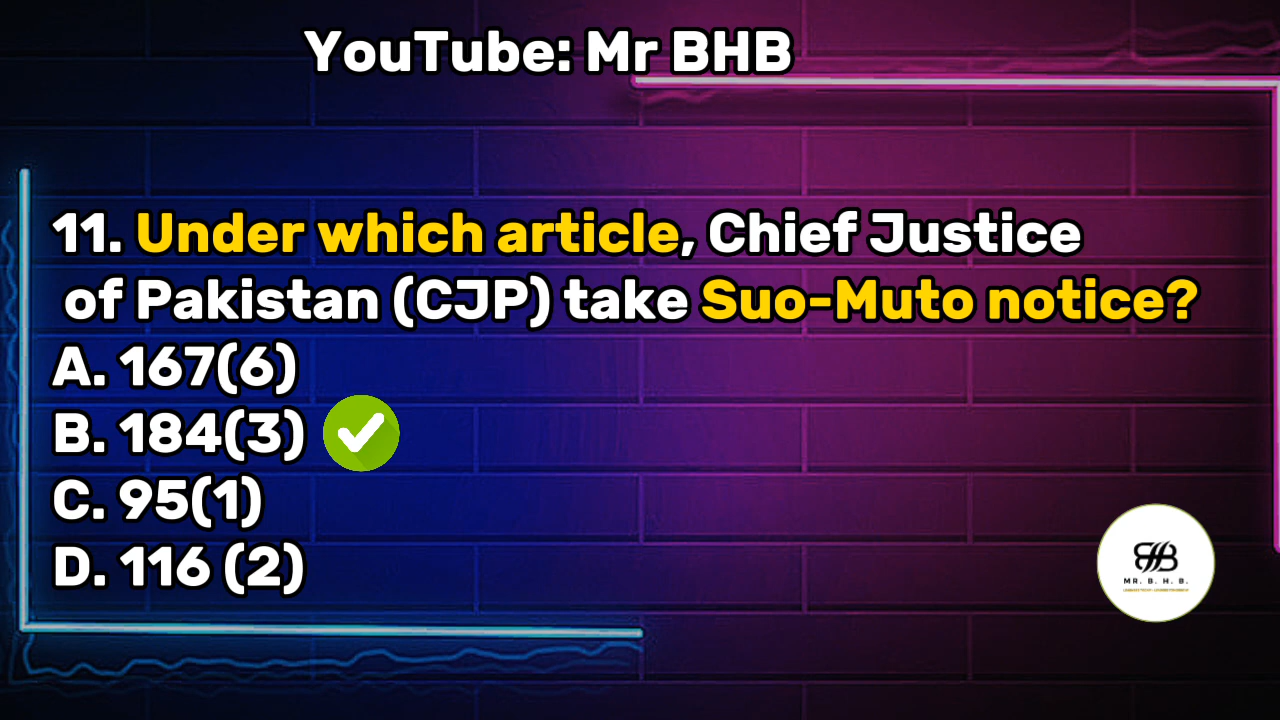 YouTube: Mr BHB
11. Under which article, Chief Justice
of Pakistan (CJP) take Suo-Muto notice?
A. 167(6)
B. 184(3)
C. 95(1)
D. 116 (2)
BHB
MR. B. H. B.